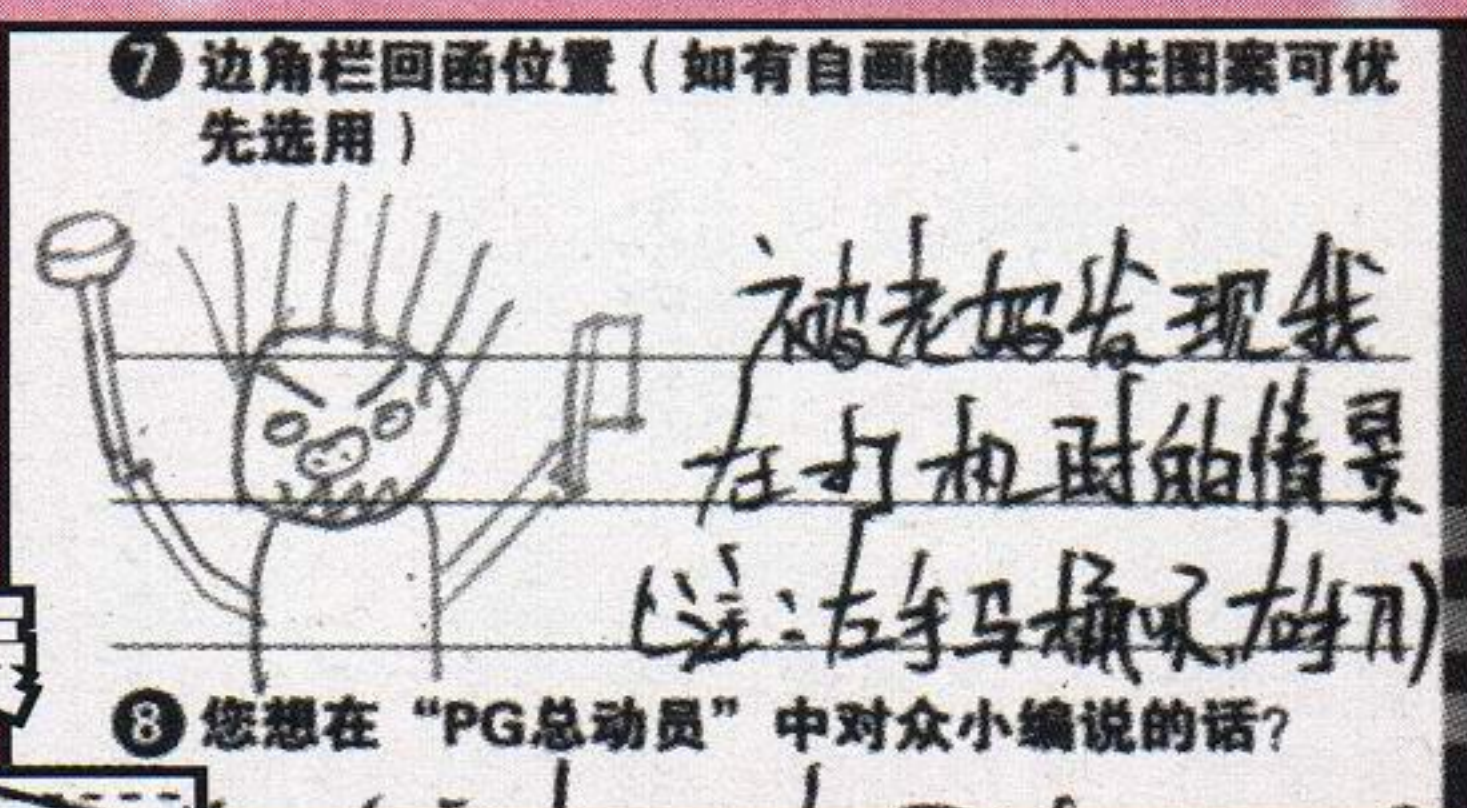 7 边角栏回函位置(如有自画像等个性图案可优
先选用)
被老妈发现我
在打机时的情景
(注:左手马桶吸,右手刀)
8 您想在“PG总动员”中对众小编说的话?